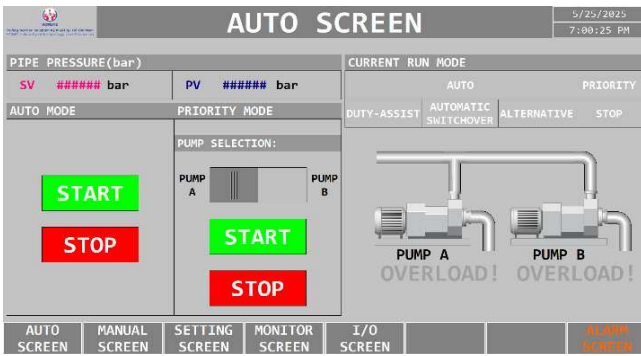 AUTO SCREEN
5/25/2025
7:00:25 PM
PIPE PRESSURE(bar)
SV ###### bar
PV ###### bar
CURRENT RUN MODE
AUTO
PRIORITY
DUTY-ASSIST
AUTOMATIC
SWITCHOVER
ALTERNATIVE
STOP
AUTO MODE
START
STOP
PRIORITY MODE
PUMP SELECTION:
PUMP
A
PUMP
B
START
STOP
PUMP A
OVERLOAD!
PUMP B
OVERLOAD!
AUTO
SCREEN
MANUAL
SCREEN
SETTING
SCREEN
MONITOR
SCREEN
I/O
SCREEN
ALARM
SCREEN